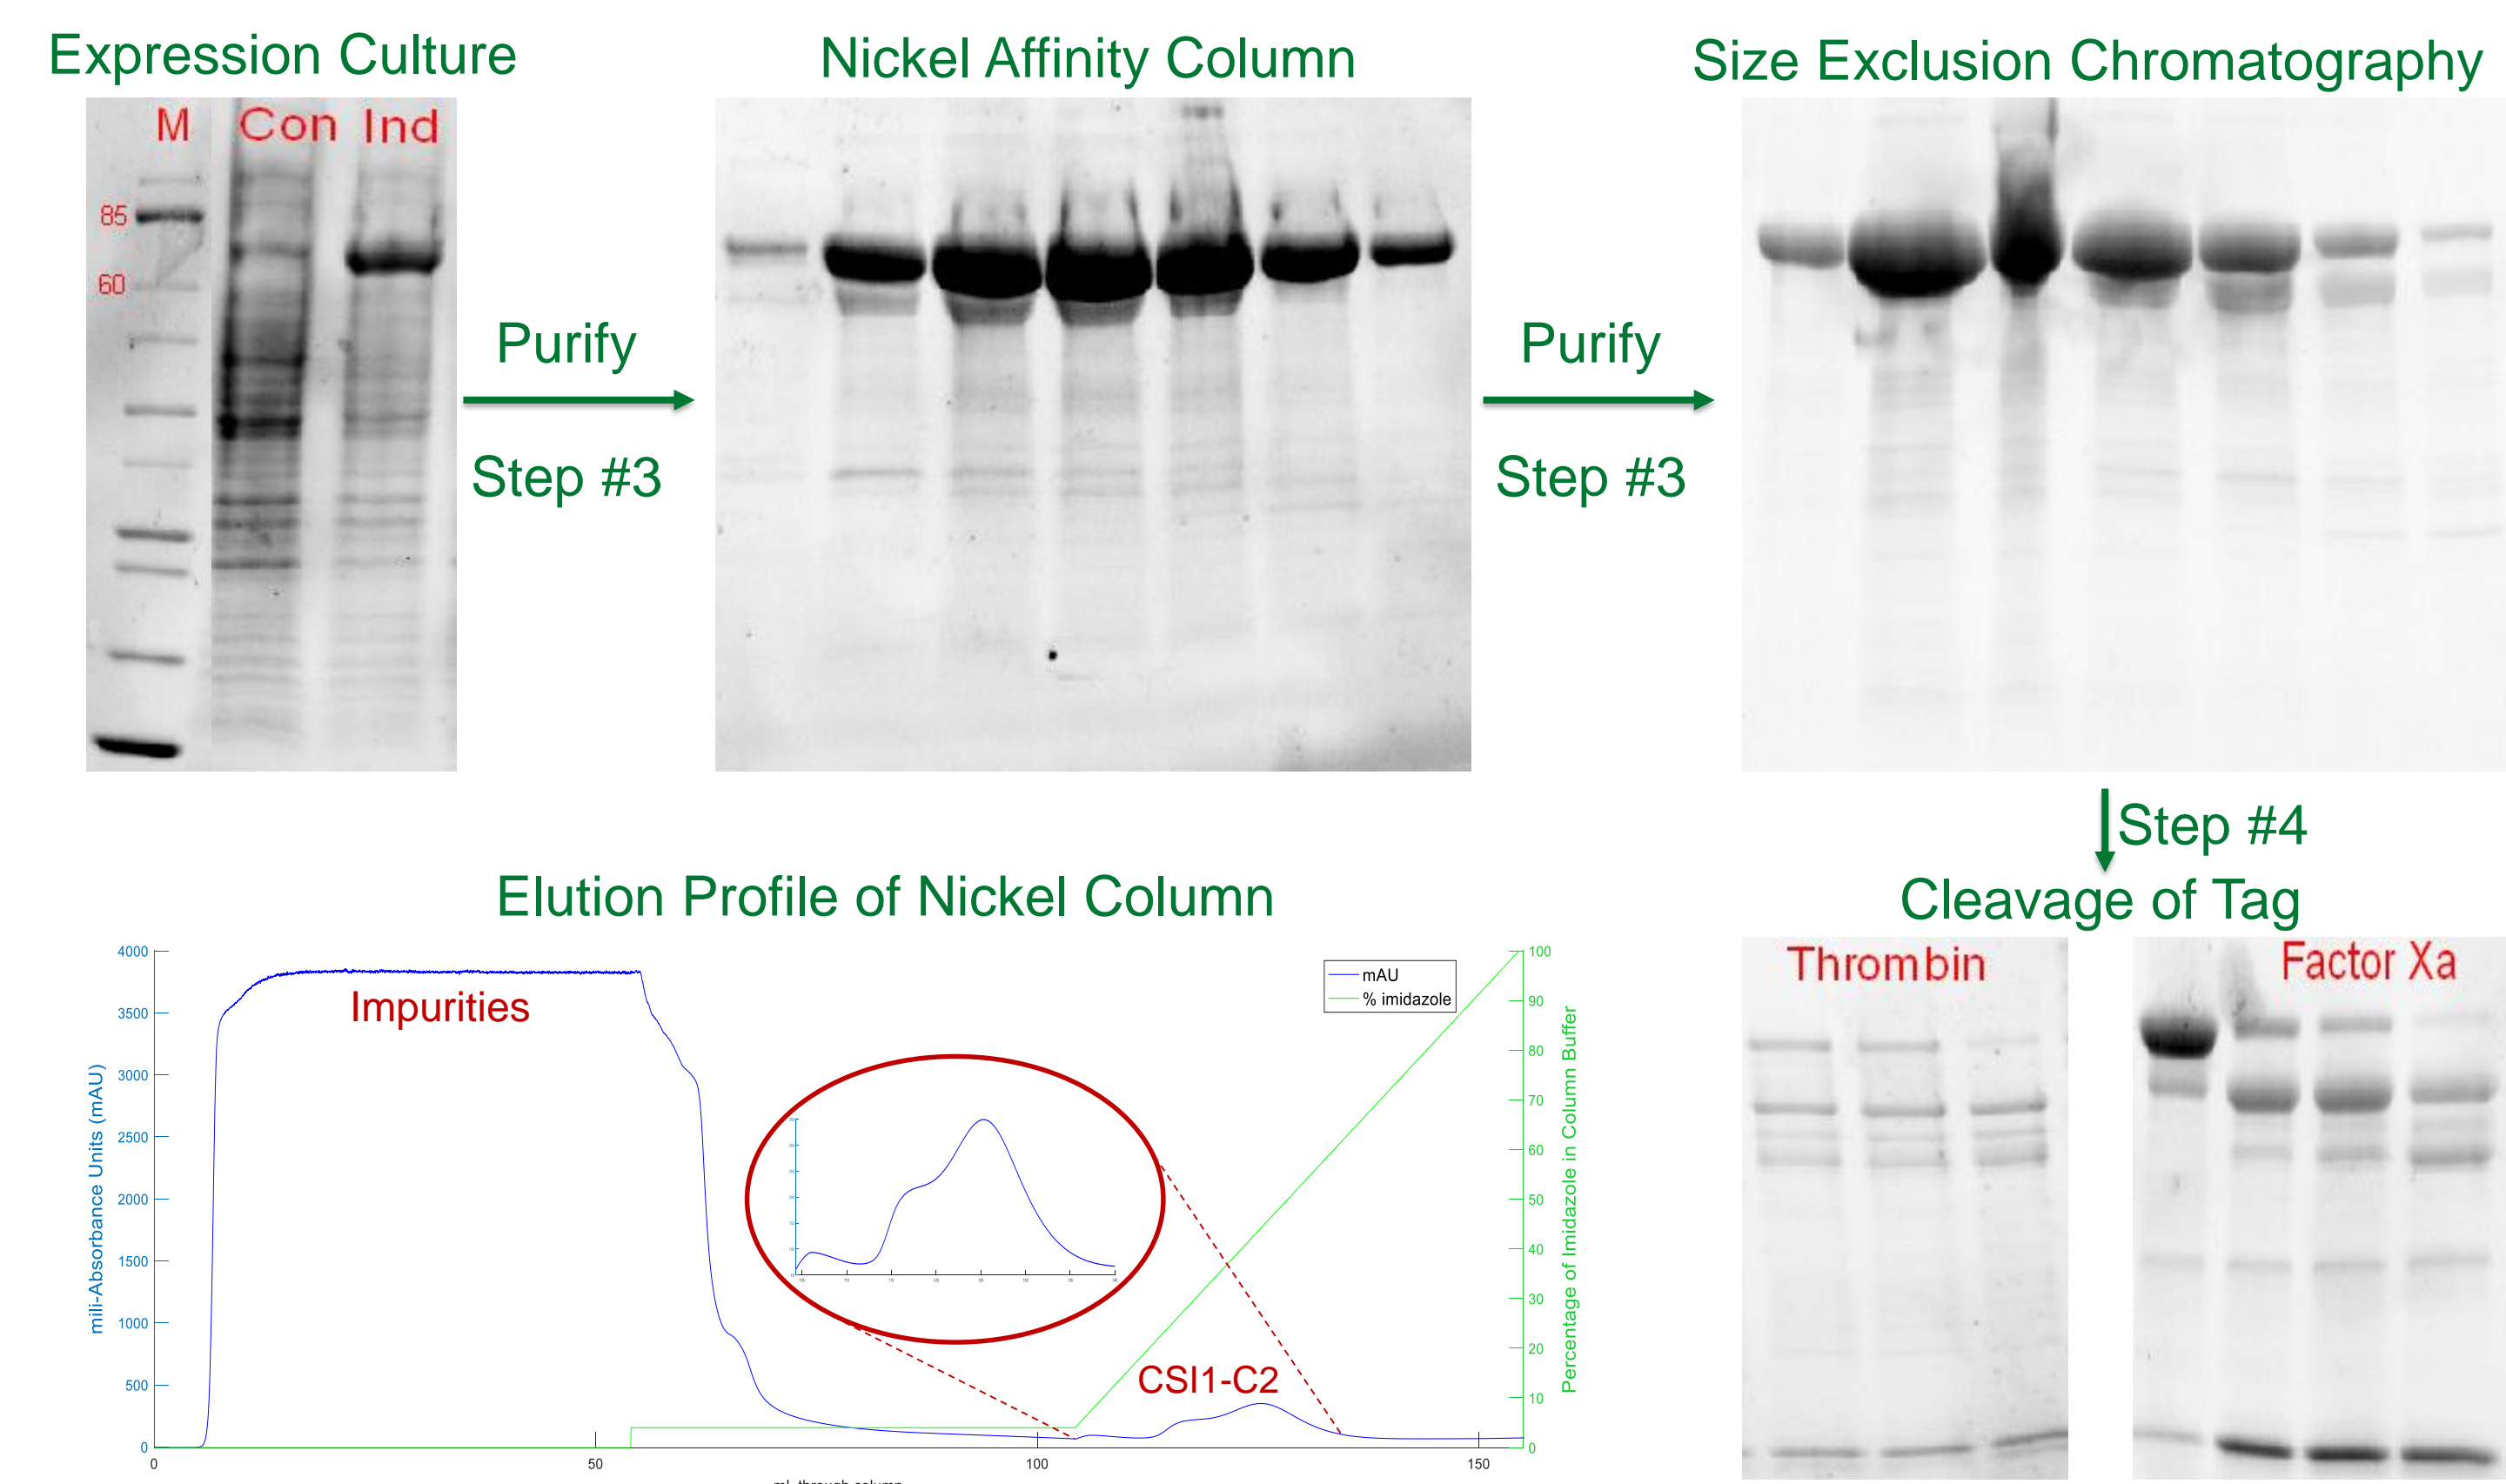 Expression Culture
Nickel Affinity Column
Size Exclusion Chromatography
M Con Ind
85
60
Purify
Step #3
Purify
Step #3
Step #4
Cleavage of Tag
Thrombin
Factor Xa
Elution Profile of Nickel Column
4000
3500
3000
2500
2000
1500
1000
500
0
mili-Absorbance Units (mAU)
Impurities
mAU
% imidazole
CSI1-C2
100
90
80
70
60
50
40
30
20
10
0
Percentage of Imidazole in Column Buffer
0 50 100 150
mL through column